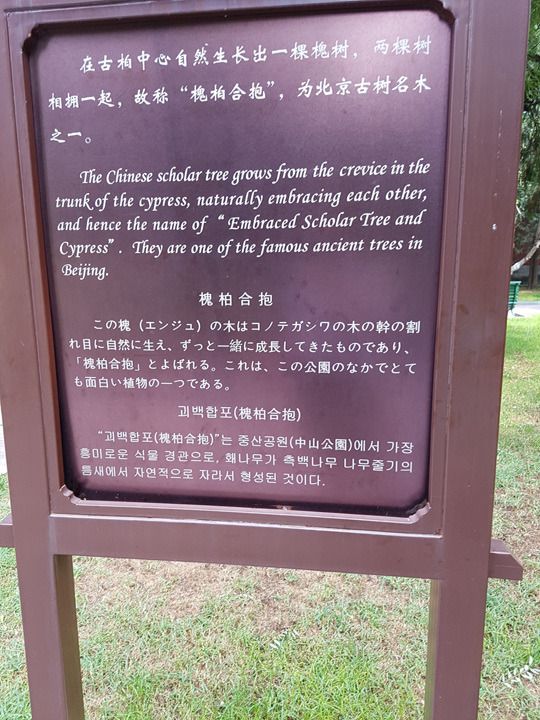 在古柏中心自然生长出一棵槐树，两棵树
相拥一起，故称“槐柏合抱”，为北京古树名木
之一。
The Chinese scholar tree grows from the crevice in the
trunk of the cypress, naturally embracing each other,
and hence the name of “Embraced Scholar Tree and
Cypress”. They are one of the famous ancient trees in
Beijing.
槐柏合抱
この槐（エンジュ）の木はコノテガシワの木の幹の割
れ目に自然に生え、ずっと一緒に成長してきたものであり、
「槐柏合抱」とよばれる。これは、この公園のなかでとて
も面白い植物の一つである。
괴백합포(槐柏合抱)
“괴백합포(槐柏合抱)”는 중산공원(中山公園)에서 가장
흥미로운 식물 경관으로, 홰나무가 측백나무 나무줄기의
틈새에서 자연적으로 자라서 형성된 것이다.